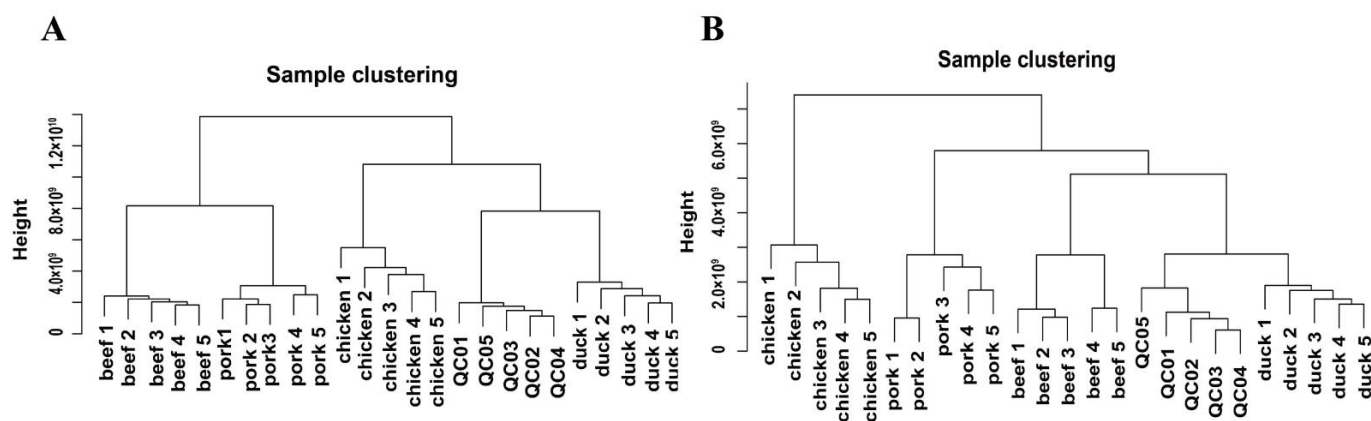 A
Sample clustering
Height
1.2×10¹⁰
8.0×10⁹
4.0×10⁹
0
beef 1
beef 2
beef 3
beef 4
beef 5
pork1
pork 2
pork3
pork 4
pork 5
chicken 1
chicken 2
chicken 3
chicken 4
chicken 5
QC01
QC05
QC03
QC02
QC04
duck 1
duck 2
duck 3
duck 4
duck 5
B
Sample clustering
Height
6.0×10⁹
4.0×10⁹
2.0×10⁹
0
chicken 1
chicken 2
chicken 3
chicken 4
chicken 5
pork 1
pork 2
pork 3
pork 4
pork 5
beef 1
beef 2
beef 3
beef 4
beef 5
QC05
QC01
QC02
QC03
QC04
duck 1
duck 2
duck 3
duck 4
duck 5